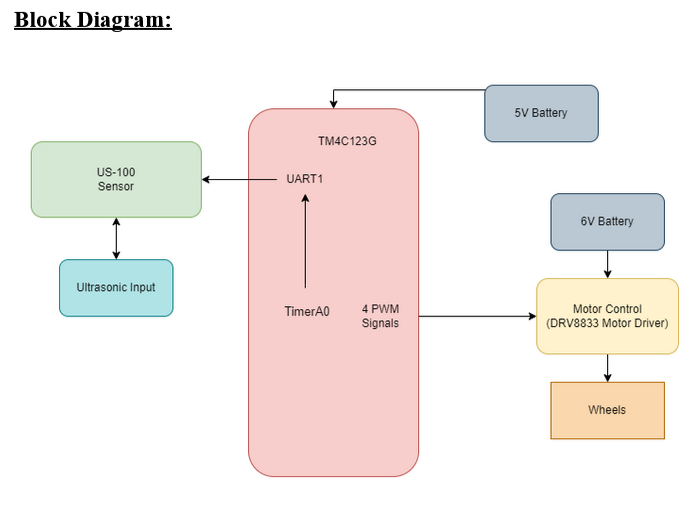 Block Diagram:
5V Battery
TM4C123G
US-100
Sensor
UART1
6V Battery
Ultrasonic Input
TimerA0
4 PWM
Signals
Motor Control
(DRV8833 Motor Driver)
Wheels